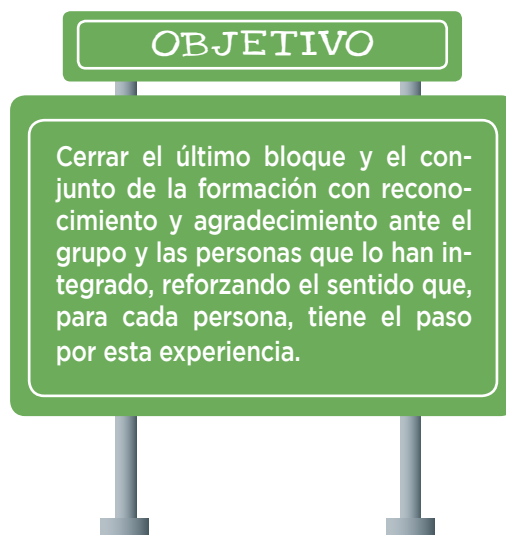 OBJETIVO
Cerrar el último bloque y el con-
junto de la formación con recono-
cimiento y agradecimiento ante el
grupo y las personas que lo han in-
tegrado, reforzando el sentido que,
para cada persona, tiene el paso
por esta experiencia.